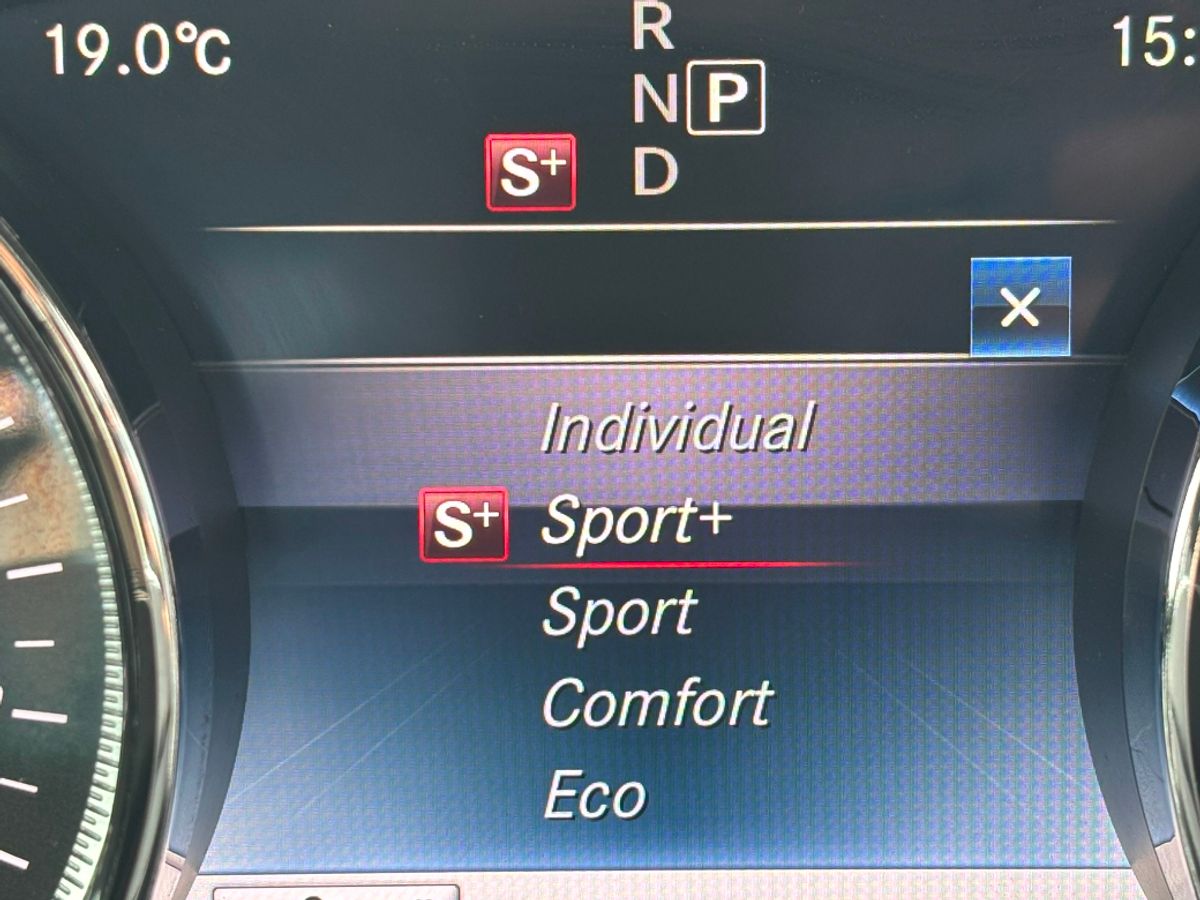 19.0°C
R
15:
N P
S+ D
×
Individual
S+ Sport+
Sport
Comfort
Eco